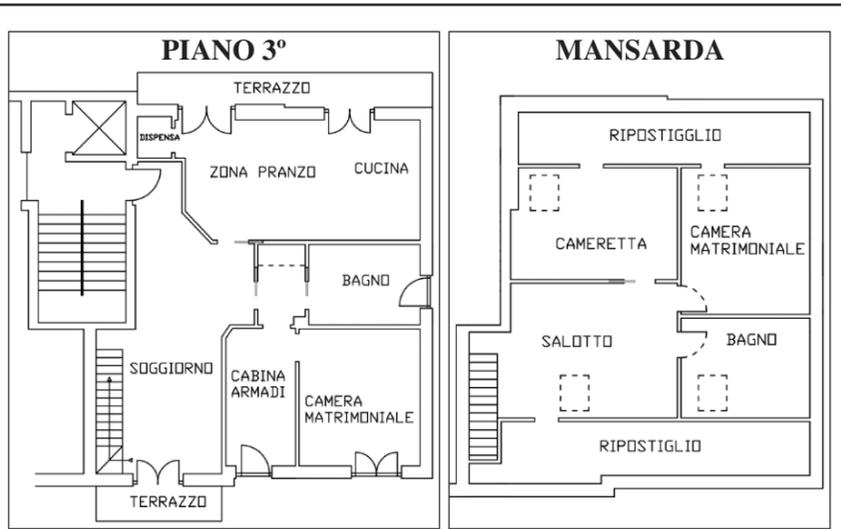 PIANO 3º
TERRAZZO
DISPENSA
ZONA PRANZO
CUCINA
BAGNO
SOGGIORNO
CABINA
ARMADI
CAMERA
MATRIMONIALE
TERRAZZO
MANSARDA
RIPOSTIGGLIO
CAMERETTA
CAMERA
MATRIMONIALE
SALOTTO
BAGNO
RIPOSTIGLIO